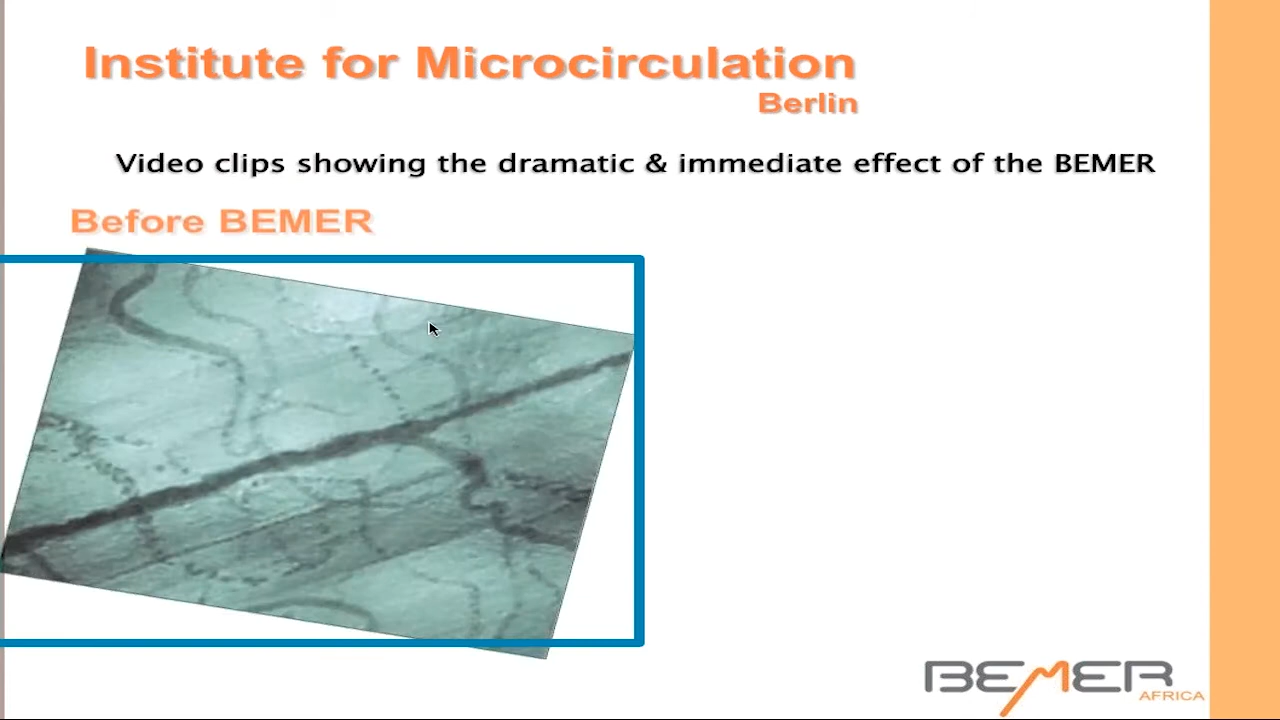 Institute for Microcirculation
Berlin
Video clips showing the dramatic & immediate effect of the BEMER
Before BEMER
BEMER
AFRICA